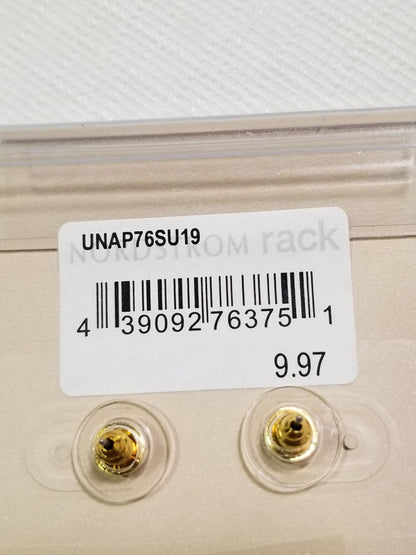 UNAP76SU19
NORDSTROM rack
4 39092 76375 1
9.97